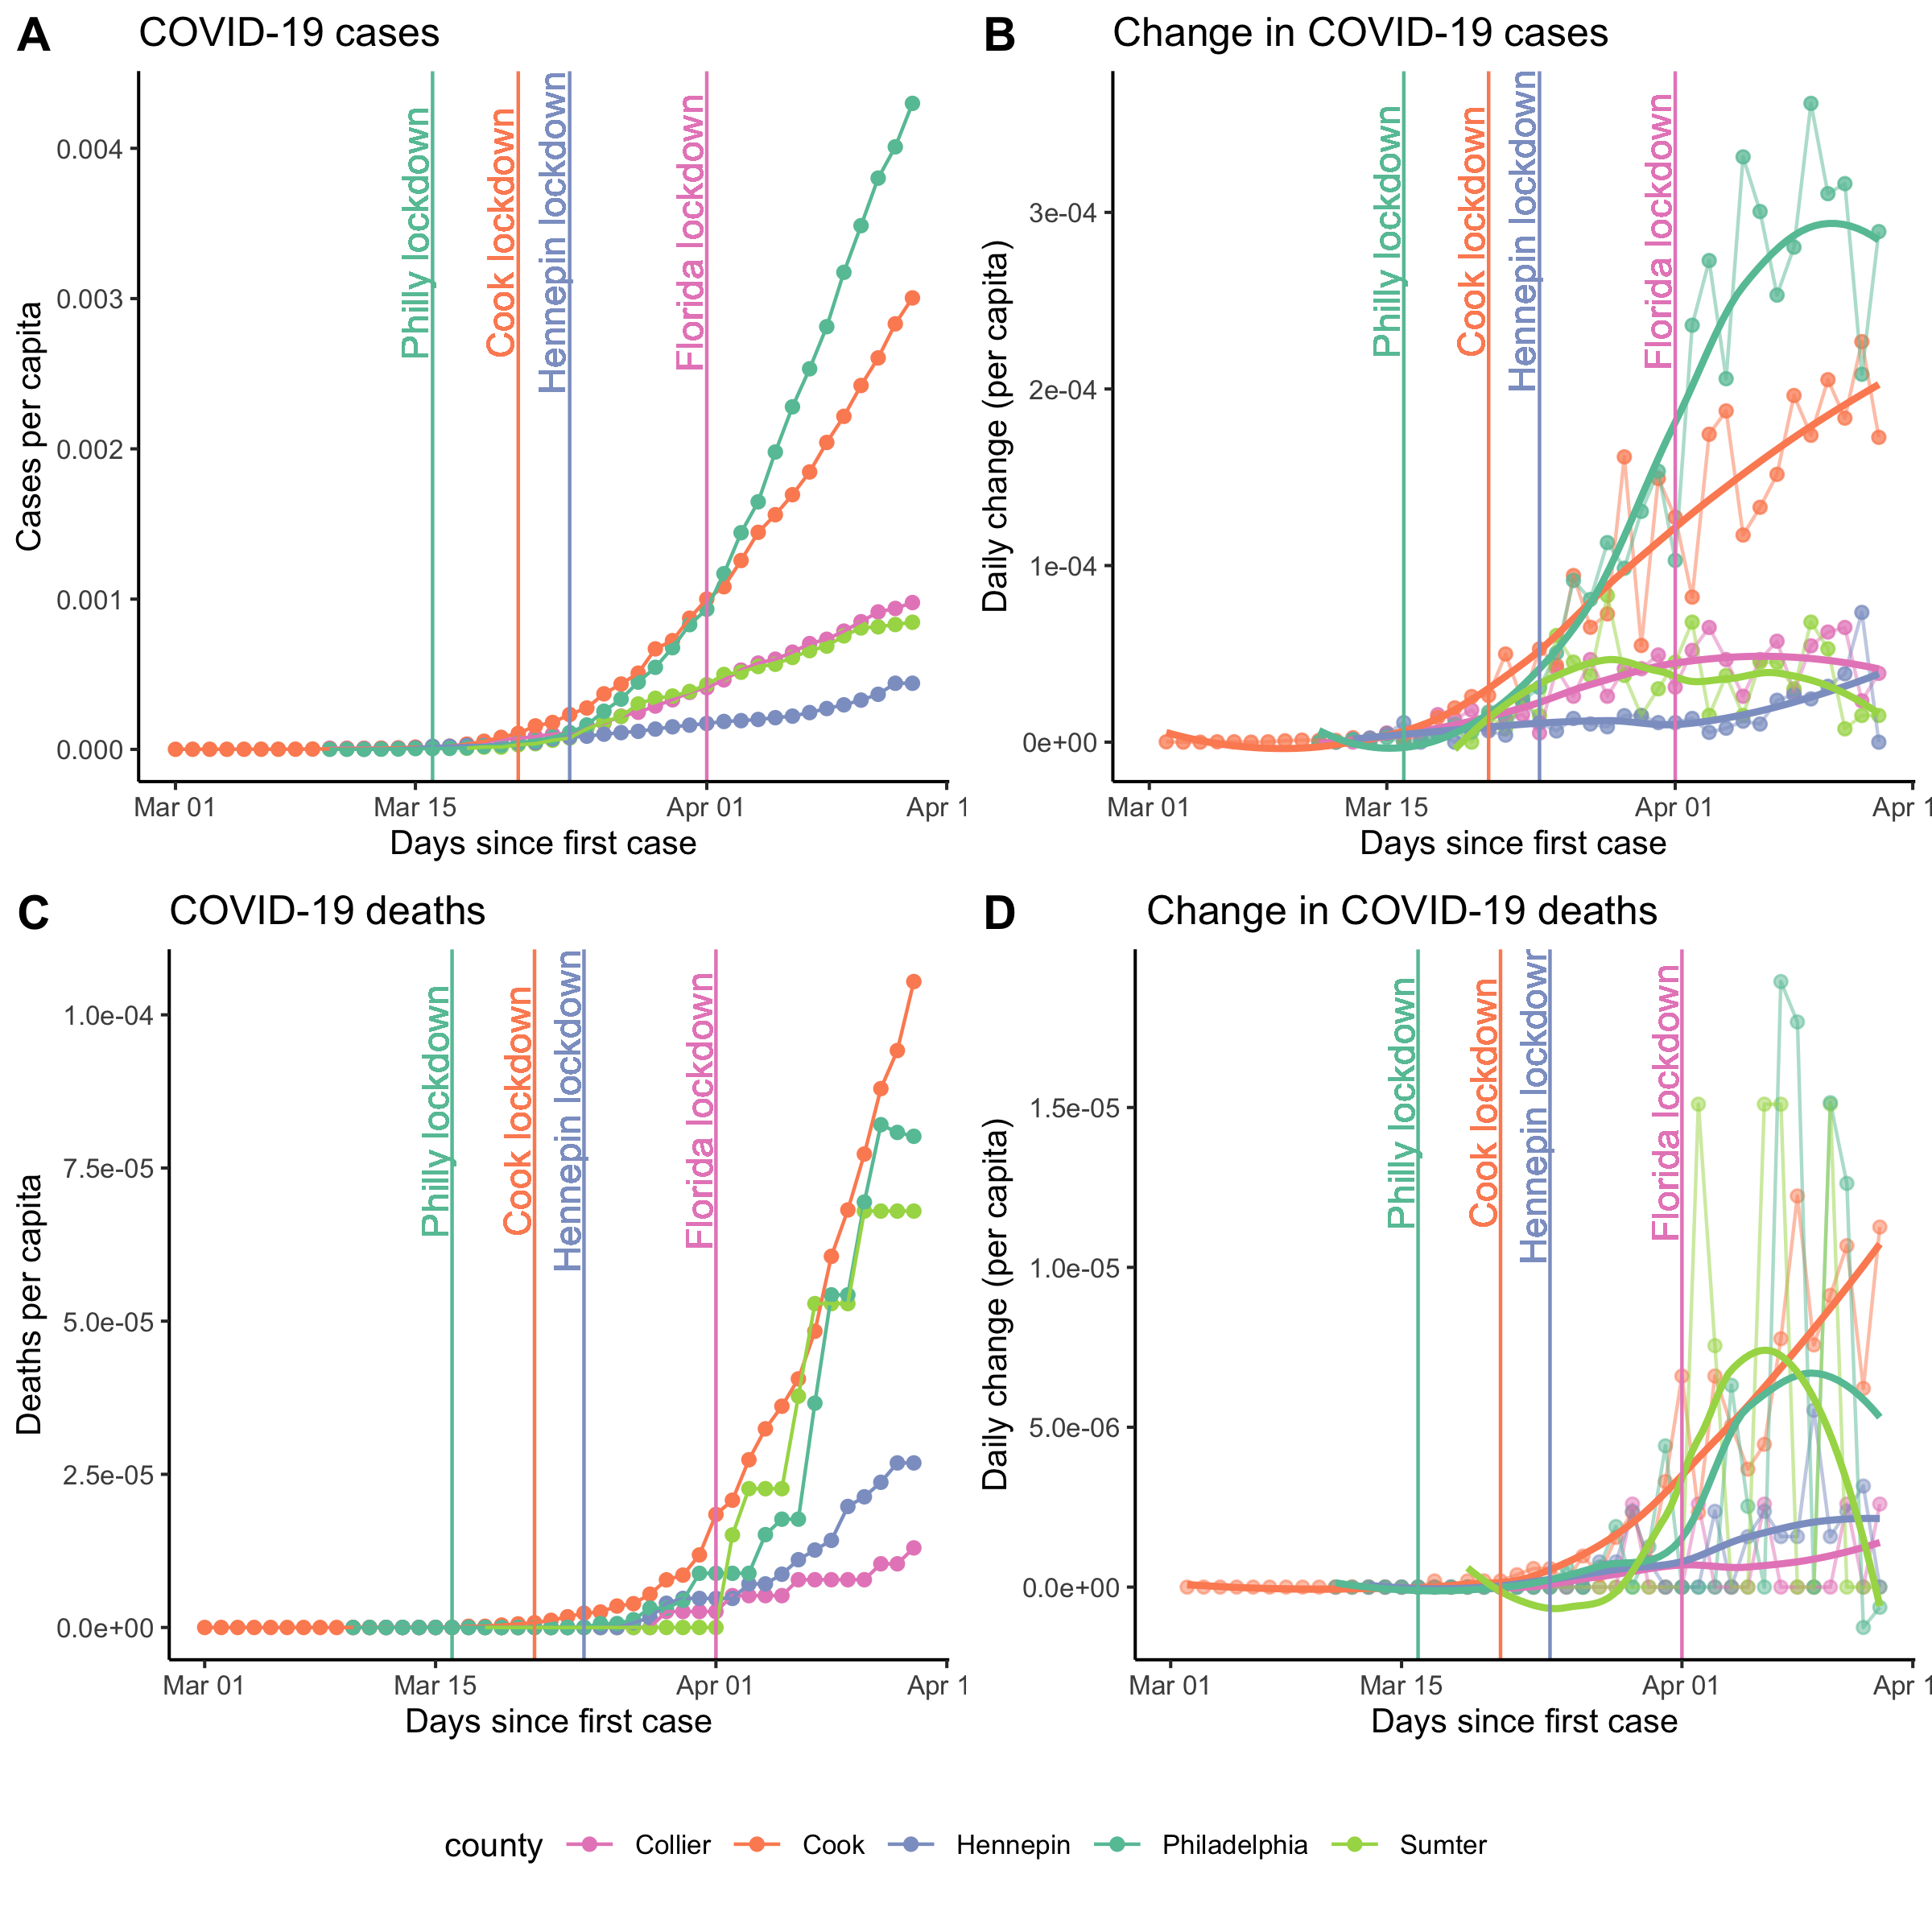 A
COVID-19 cases
Cases per capita
0.004
0.003
0.002
0.001
0.000
Philly lockdown
Cook lockdown
Hennepin lockdown
Florida lockdown
Mar 01
Mar 15
Apr 01
Apr 1
Days since first case
B
Change in COVID-19 cases
Daily change (per capita)
3e-04
2e-04
1e-04
0e+00
Philly lockdown
Cook lockdown
Hennepin lockdown
Florida lockdown
Mar 01
Mar 15
Apr 01
Apr 1
Days since first case
C
COVID-19 deaths
Deaths per capita
1.0e-04
7.5e-05
5.0e-05
2.5e-05
0.0e+00
Philly lockdown
Cook lockdown
Hennepin lockdown
Florida lockdown
Mar 01
Mar 15
Apr 01
Apr 1
Days since first case
D
Change in COVID-19 deaths
Daily change (per capita)
1.5e-05
1.0e-05
5.0e-06
0.0e+00
Philly lockdown
Cook lockdown
Hennepin lockdowr
Florida lockdown
Mar 01
Mar 15
Apr 01
Apr 1
Days since first case
county Collier Cook Hennepin Philadelphia Sumter